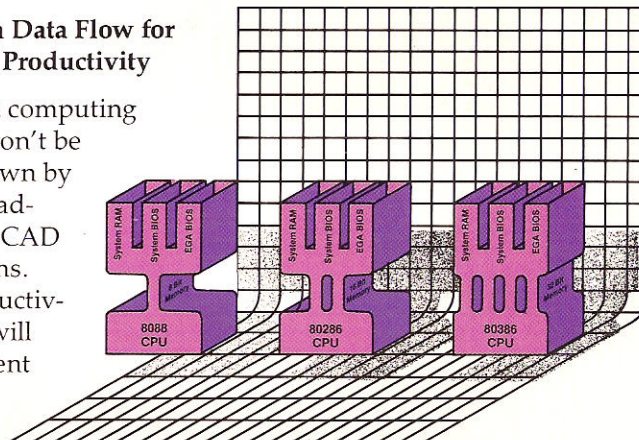 n Data Flow for
Productivity
computing
on't be
wn by
ad-
CAD
ns.
uctiv-
will
ent
System RAM
System BIOS
EGA BIOS
8 Bit
Memory
8088
CPU
System RAM
System BIOS
EGA BIOS
16 Bit
Memory
80286
CPU
System RAM
System BIOS
EGA BIOS
32 Bit
Memory
80386
CPU